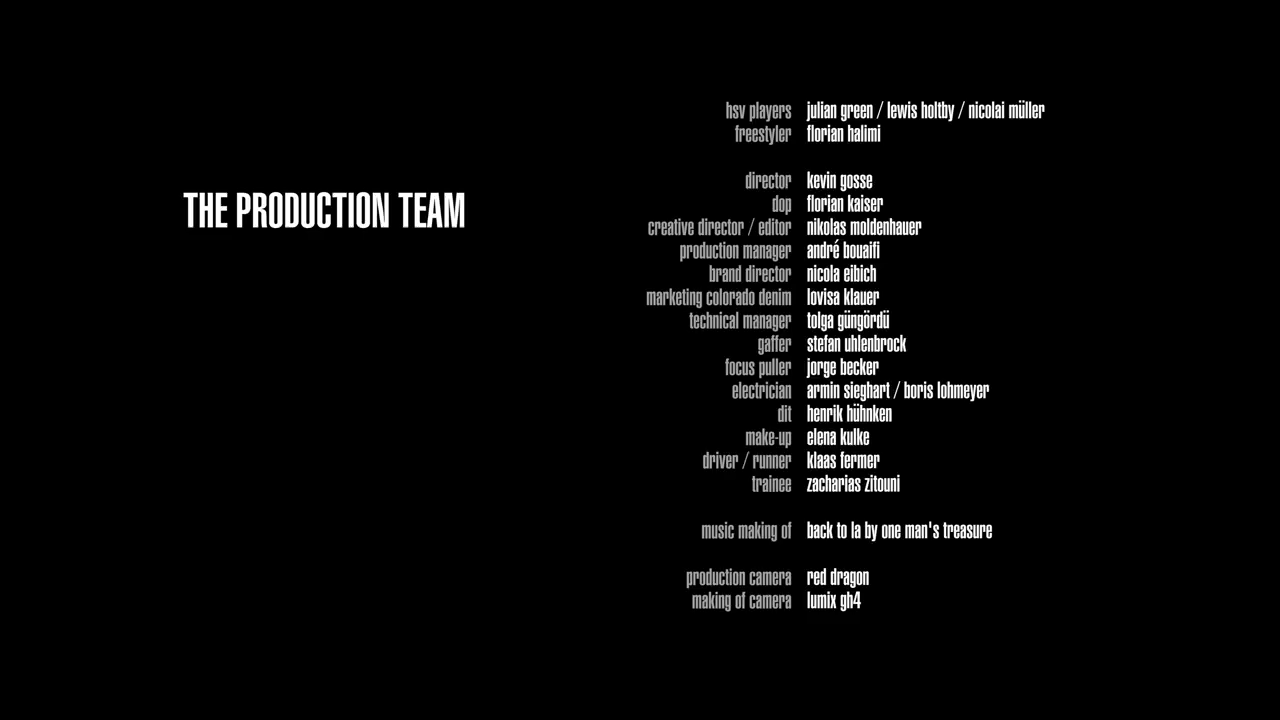 THE PRODUCTION TEAM
hsv players julian green / lewis holtby / nicolai müller
freestyler florian halimi
director kevin gosse
dop florian kaiser
creative director / editor nikolas moldenhauer
production manager andré bouaifi
brand director nicola eibich
marketing colorado denim lovisa klauer
technical manager tolga güngördü
gaffer stefan uhlenbrock
focus puller jorge becker
electrician armin sieghart / boris lohmeyer
dit henrik hühnken
make-up elena kulke
driver / runner klaas fermer
trainee zacharias zitouni
music making of back to la by one man's treasure
production camera red dragon
making of camera lumix gh4